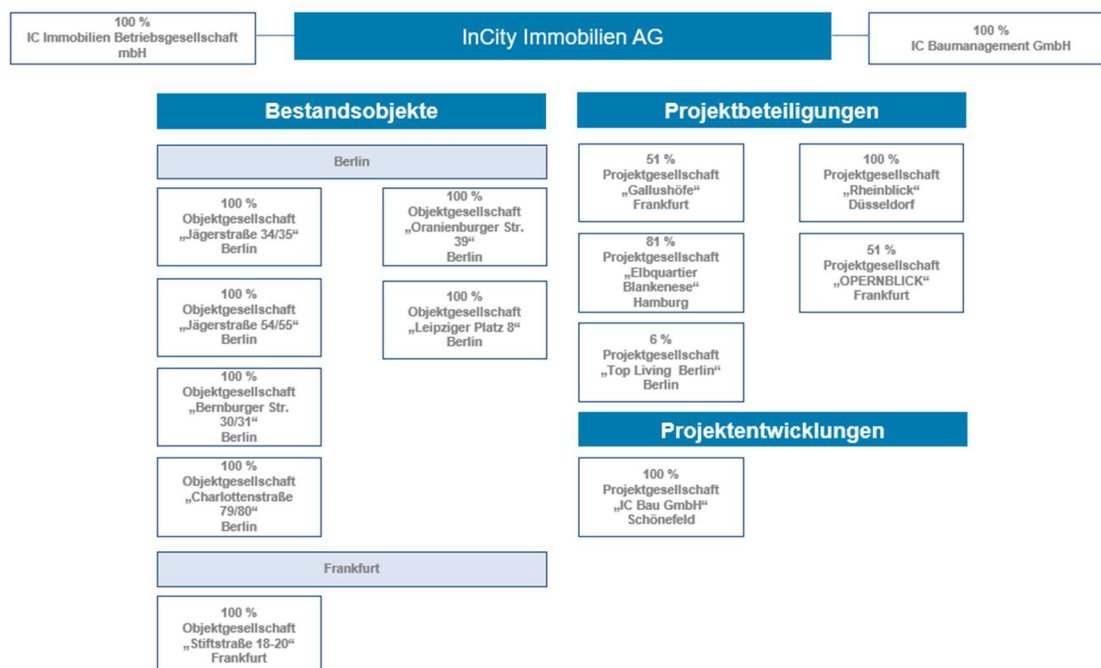 100 %
IC Immobilien Betriebsgesellschaft
mbH
InCity Immobilien AG
100 %
IC Baumanagement GmbH
Bestandsobjekte
Berlin
100 %
Objektgesellschaft
„Jägerstraße 34/35“
Berlin
100 %
Objektgesellschaft
„Oranienburger Str.
39“
Berlin
100 %
Objektgesellschaft
„Jägerstraße 54/55“
Berlin
100 %
Objektgesellschaft
„Leipziger Platz 8“
Berlin
100 %
Objektgesellschaft
„Bernburger Str.
30/31“
Berlin
100 %
Objektgesellschaft
„Charlottenstraße
79/80“
Berlin
Frankfurt
100 %
Objektgesellschaft
„Stiftstraße 18-20“
Frankfurt
Projektbeteiligungen
51 %
Projektgesellschaft
„Gallushöfe“
Frankfurt
100 %
Projektgesellschaft
„Rheinblick“
Düsseldorf
81 %
Projektgesellschaft
„Elbquartier
Blankenese“
Hamburg
51 %
Projektgesellschaft
„OPERNBLICK“
Frankfurt
6 %
Projektgesellschaft
„Top Living Berlin“
Berlin
Projektentwicklungen
100 %
Projektgesellschaft
„IC Bau GmbH“
Schönefeld